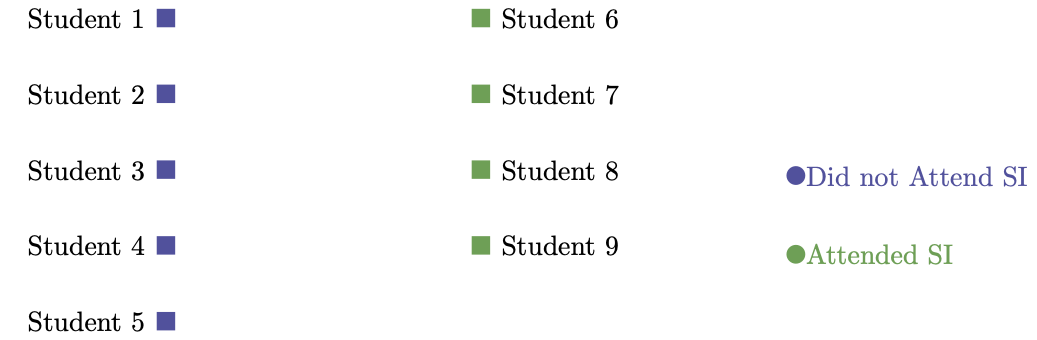 Student 1
Student 2
Student 3
Student 4
Student 5
Student 6
Student 7
Student 8
Student 9
Did not Attend SI
Attended SI